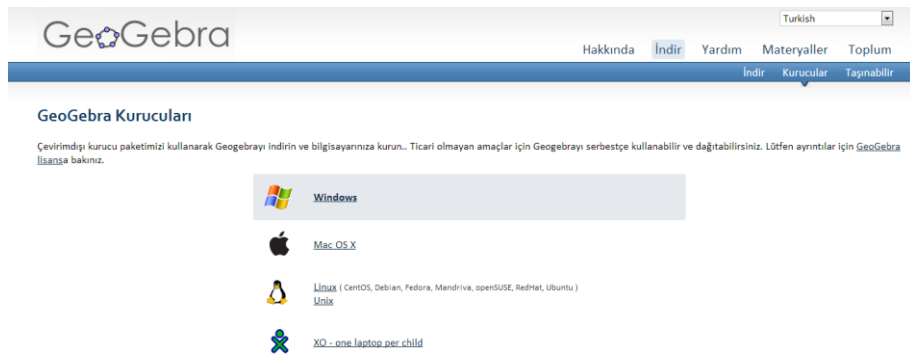 GeoGebra
Turkish
Hakkında İndir Yardım Materyaller Toplum
İndir Kurucular Taşınabilir
GeoGebra Kurucuları
Çevirimdışı kurucu paketimizi kullanarak Geogebrayı indirin ve bilgisayarınıza kurun.. Ticari olmayan amaçlar için Geogebrayı serbestçe kullanabilir ve dağıtabilirsiniz. Lütfen ayrıntılar için GeoGebra
lisansa bakınız.
Windows
Mac OS X
Linux ( CentOS, Debian, Fedora, Mandriva, openSUSE, RedHat, Ubuntu )
Unix
XO - one laptop per child